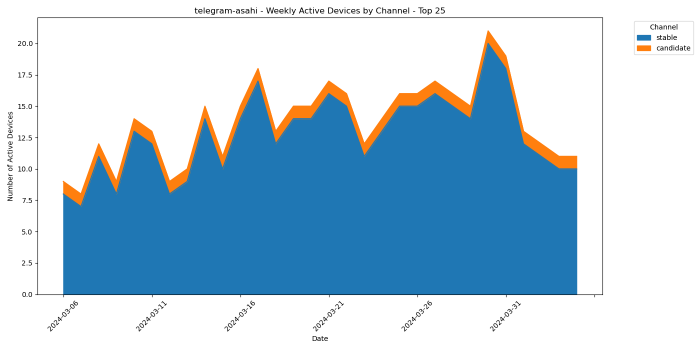 telegram-asahi - Weekly Active Devices by Channel - Top 25
Channel
stable
candidate
Number of Active Devices
20.0
17.5
15.0
12.5
10.0
7.5
5.0
2.5
0.0
2024-03-06
2024-03-11
2024-03-16
2024-03-21
2024-03-26
2024-03-31
Date